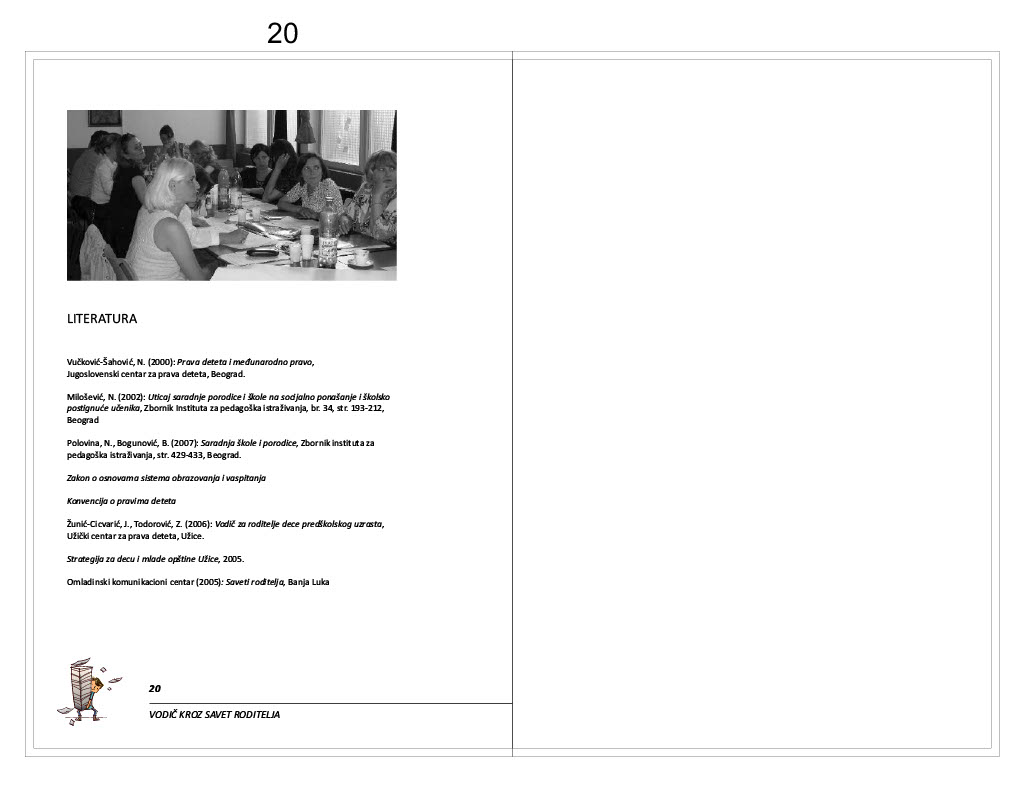 20
LITERATURA
Vučković-Šahović, N. (2000): Prava deteta i međunarodno pravo,
Jugoslovenski centar za prava deteta, Beograd.
Milošević, N. (2002): Uticaj saradnje porodice i škole na socijalno ponašanje i školsko
postignuće učenika, Zbornik Instituta za pedagoška istraživanja, br. 34, str. 193-212,
Beograd
Polovina, N., Bogunović, B. (2007): Saradnja škole i porodice, Zbornik instituta za
pedagoška istraživanja, str. 429-433, Beograd.
Zakon o osnovama sistema obrazovanja i vaspitanja
Konvencija o pravima deteta
Žunić-Cicvarić, J., Todorović, Z. (2006): Vodič za roditelje dece predškolskog uzrasta,
Užički centar za prava deteta, Užice.
Strategija za decu i mlade opštine Užice, 2005.
Omladinski komunikacioni centar (2005): Saveti roditelja, Banja Luka
20
VODIČ KROZ SAVET RODITELJA